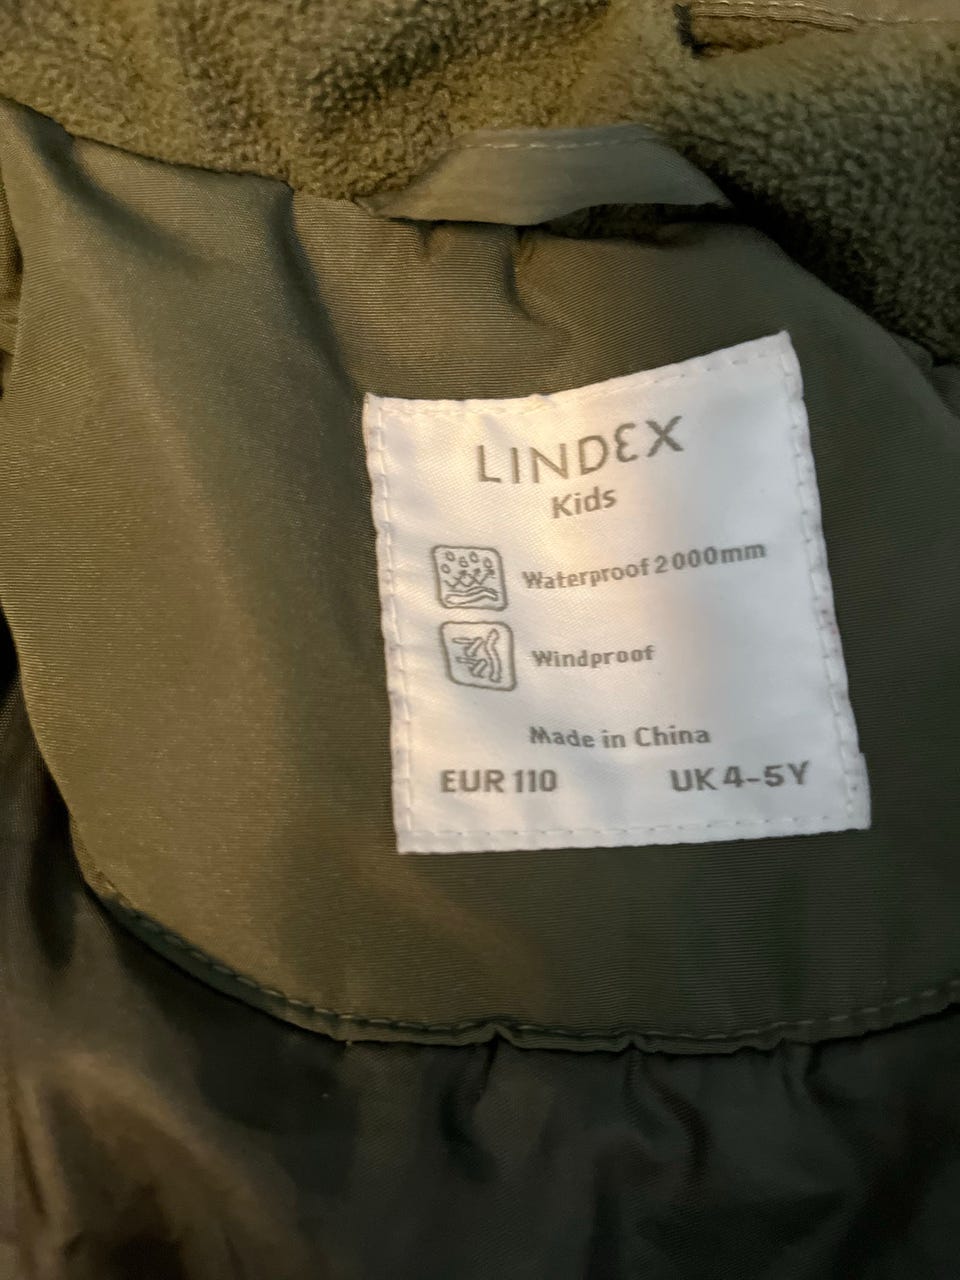 LINDEX
Kids
Waterproof 2000mm
Windproof
Made in China
EUR 110 UK 4-5Y